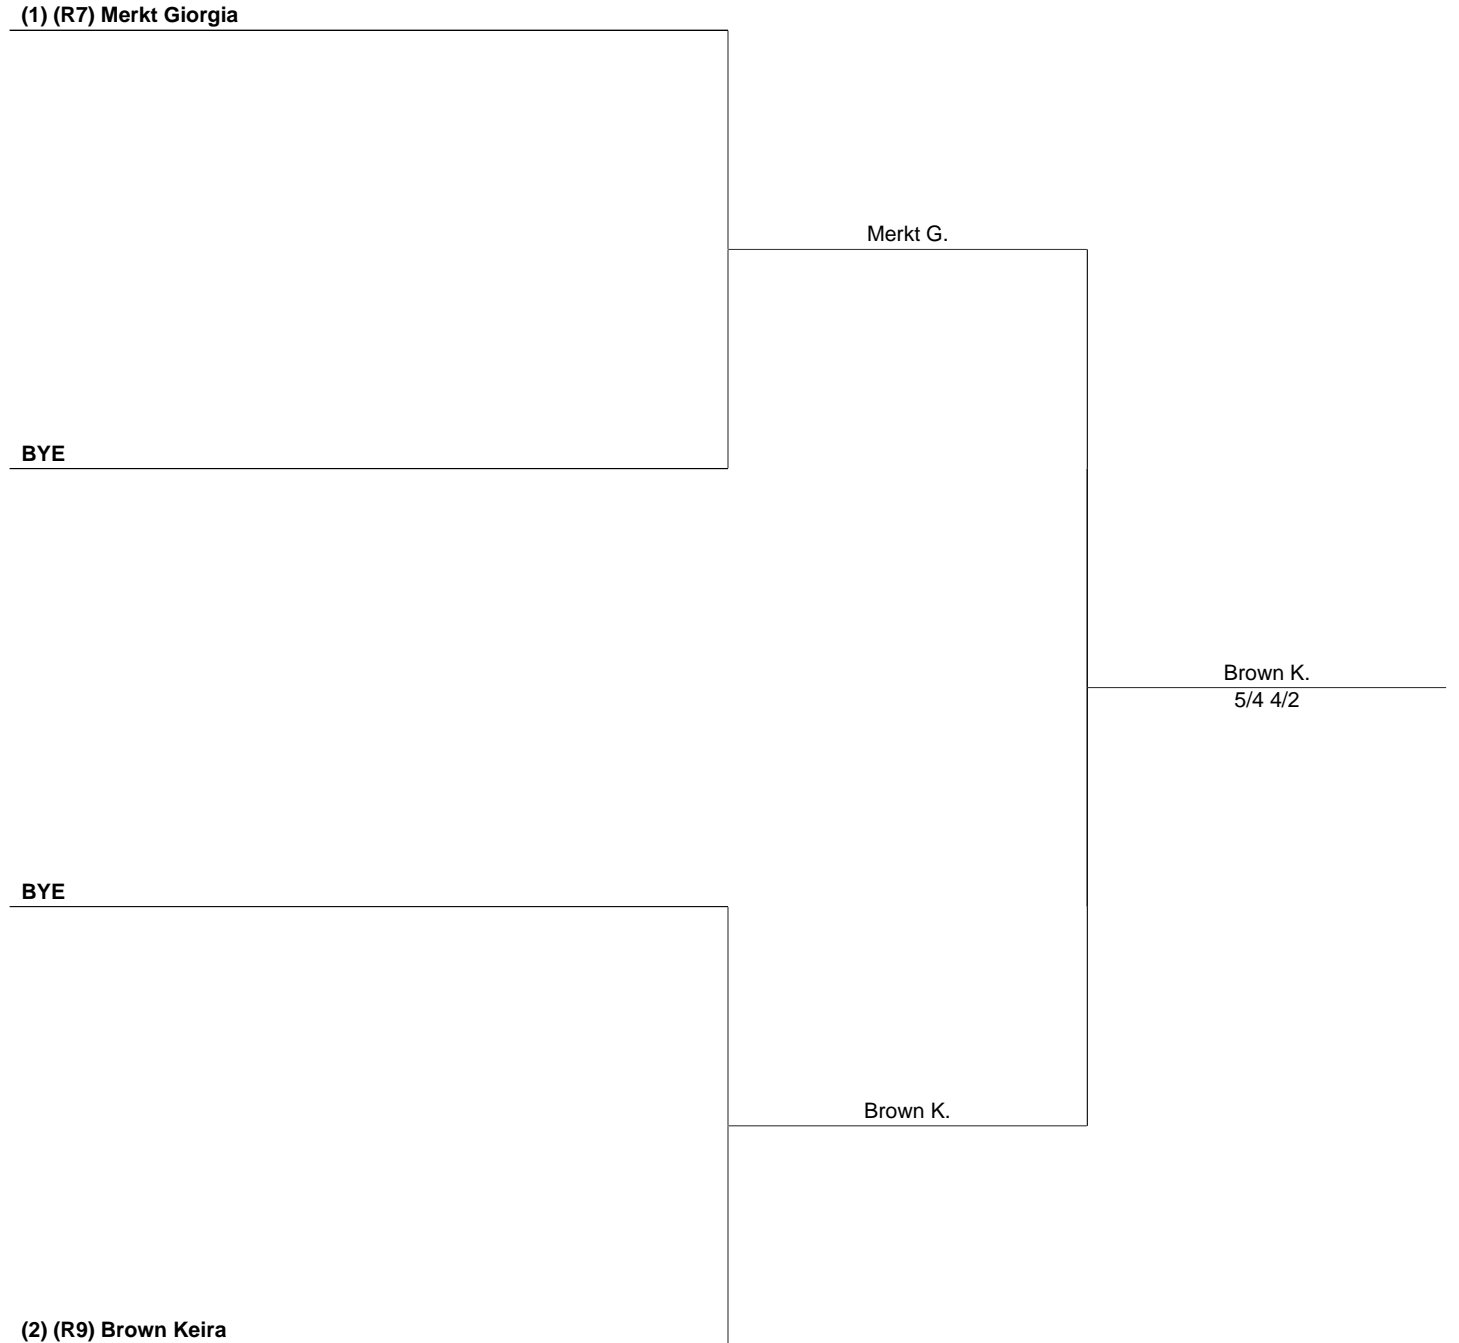 (1) (R7) Merkt Giorgia
Merkt G.
BYE
Brown K.
5/4 4/2
BYE
Brown K.
(2) (R9) Brown Keira